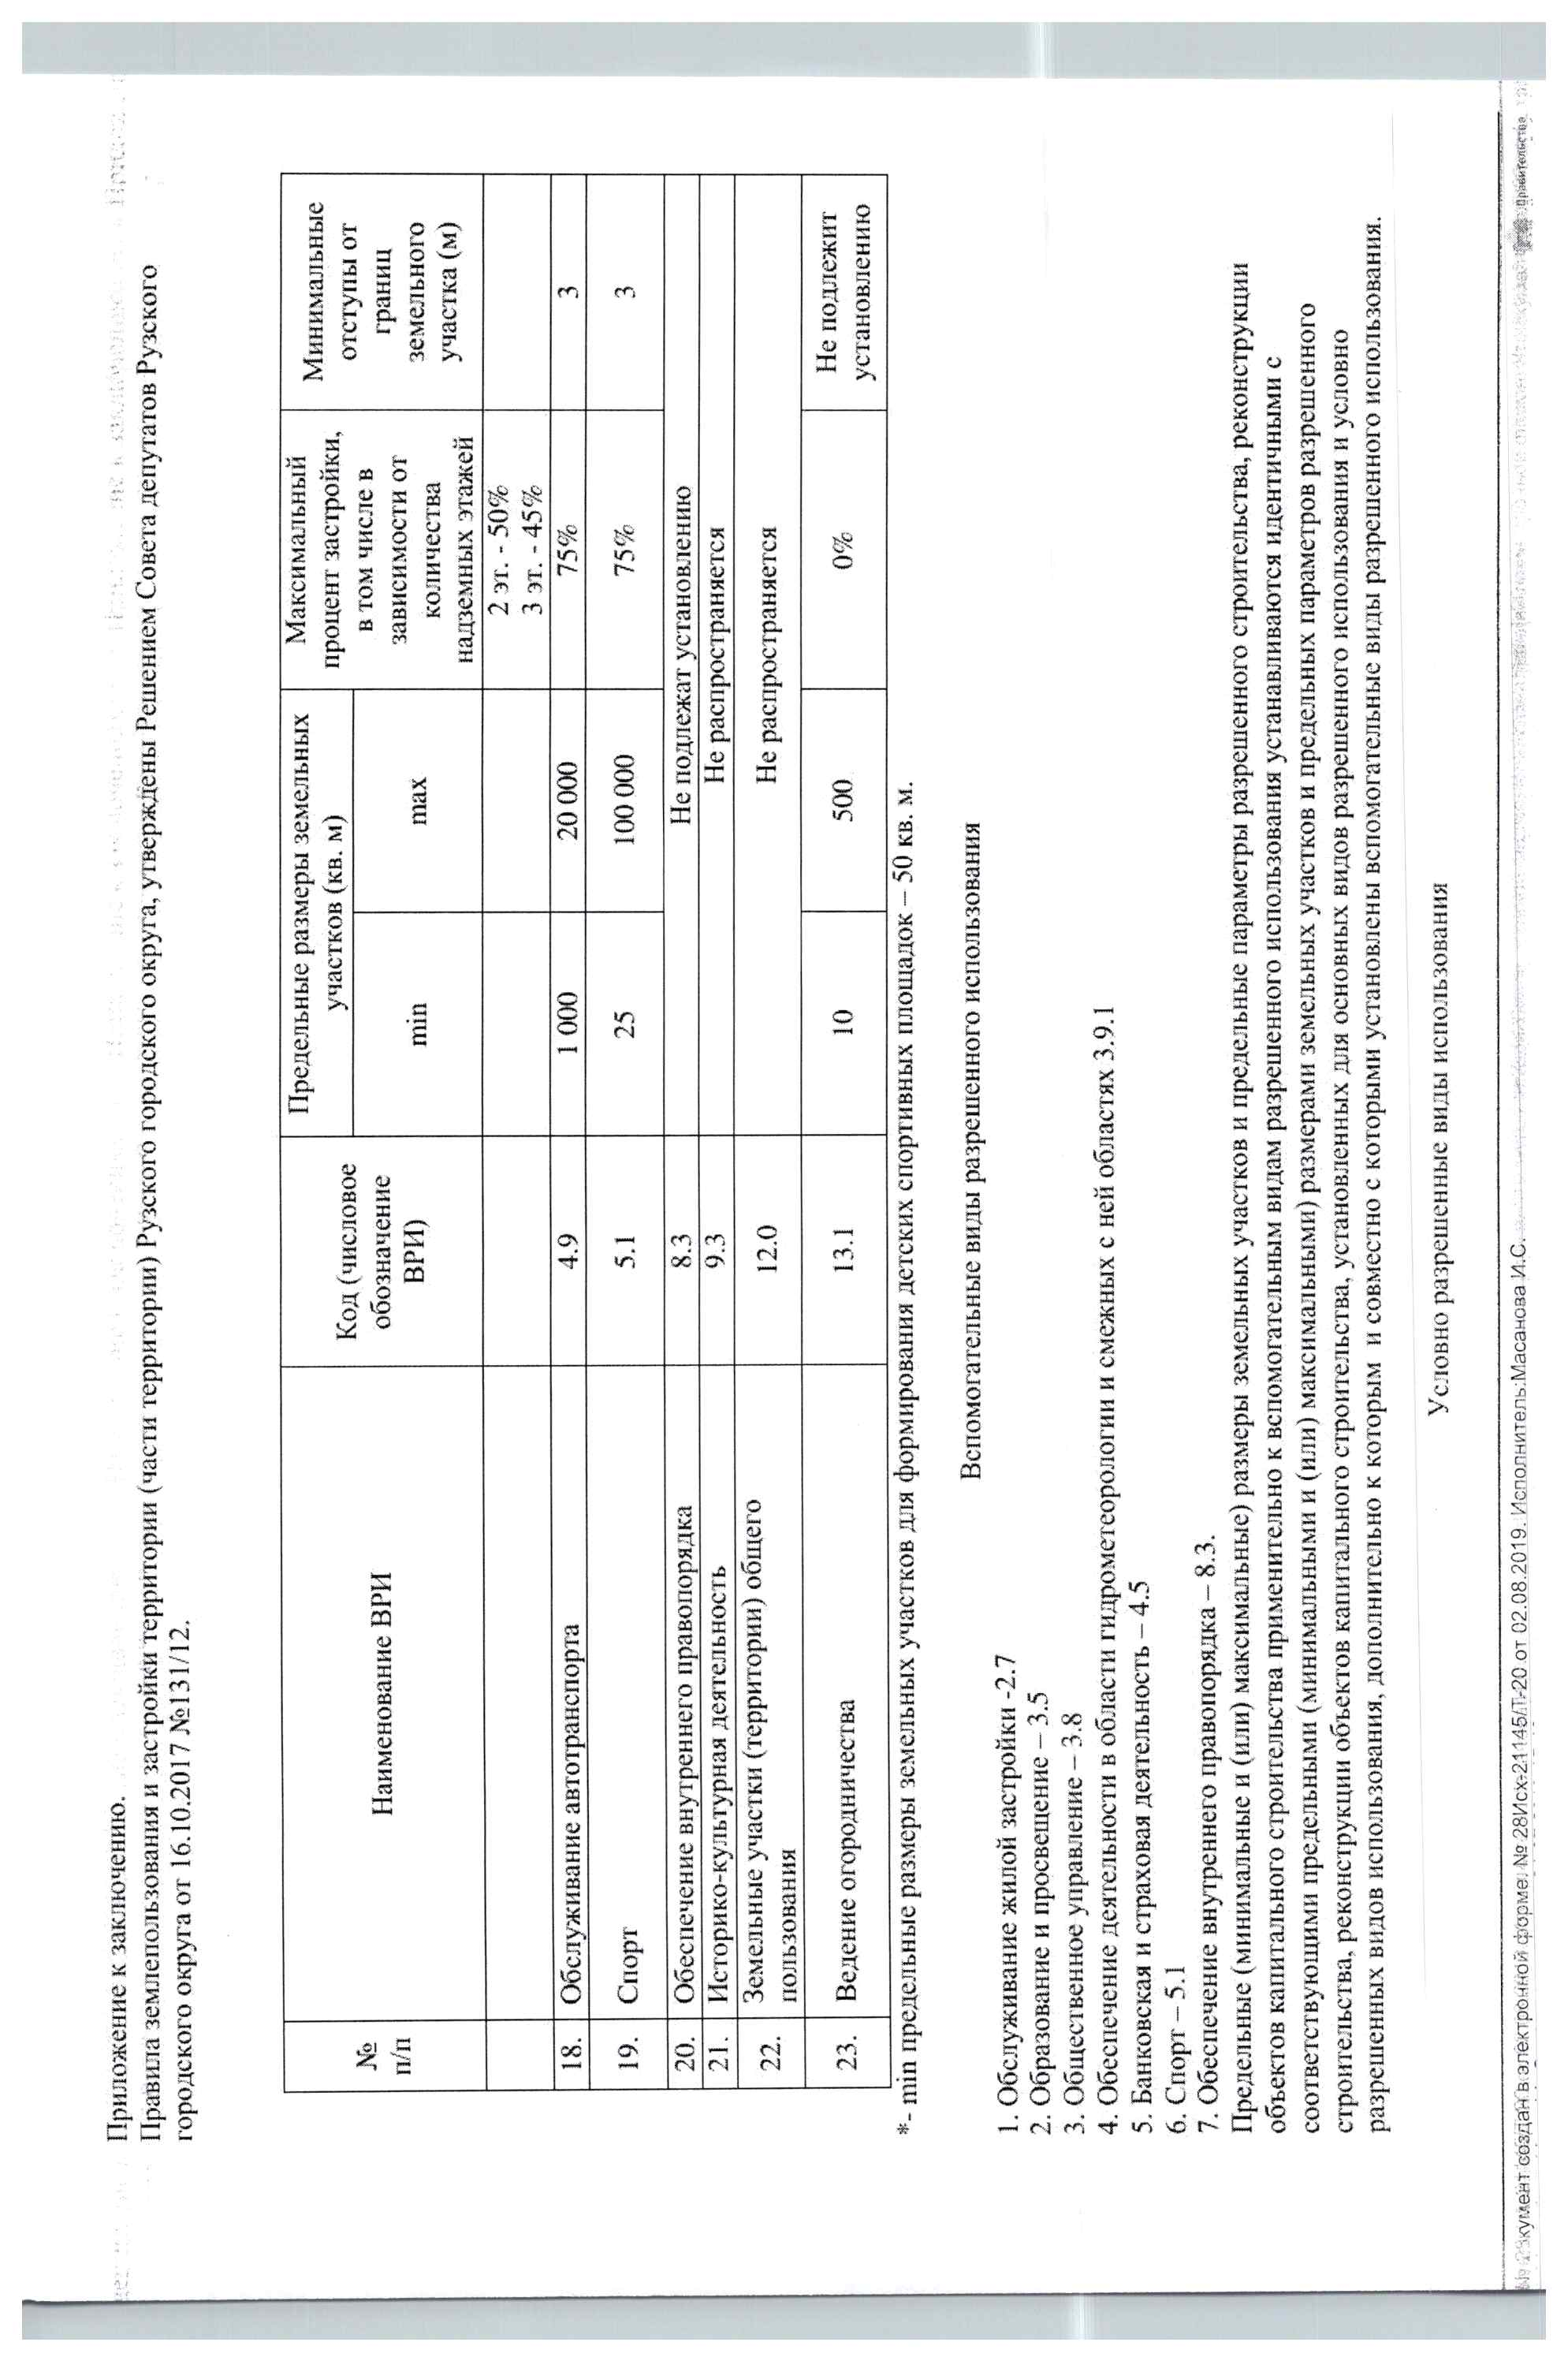 Приложение к заключению.
Правила землепользования и застройки территории (части территории) Рузского городского округа, утверждены Решением Совета депутатов Рузского
городского округа от 16.10.2017 №131/12.
№
п/п
Наименование ВРИ
Код (числовое
обозначение
ВРИ)
Предельные размеры земельных
участков (кв. м)
min
max
Максимальный
процент застройки,
в том числе в
зависимости от
количества
надземных этажей
Минимальные
отступы от
границ
земельного
участка (м)
2 эт. - 50%
3 эт. - 45%
18. Обслуживание автотранспорта 4.9 1 000 20 000 75% 3
19. Спорт 5.1 25 100 000 75% 3
20. Обеспечение внутреннего правопорядка 8.3 Не подлежат установлению
21. Историко-культурная деятельность 9.3 Не распространяется
22. Земельные участки (территории) общего
пользования
12.0 Не распространяется
23. Ведение огородничества 13.1 10 500 0% Не подлежит
установлению
*- min предельные размеры земельных участков для формирования детских спортивных площадок – 50 кв. м.
Вспомогательные виды разрешенного использования
1. Обслуживание жилой застройки -2.7
2. Образование и просвещение – 3.5
3. Общественное управление – 3.8
4. Обеспечение деятельности в области гидрометеорологии и смежных с ней областях 3.9.1
5. Банковская и страховая деятельность – 4.5
6. Спорт – 5.1
7. Обеспечение внутреннего правопорядка – 8.3.
Предельные (минимальные и (или) максимальные) размеры земельных участков и предельные параметры разрешенного строительства, реконструкции
объектов капитального строительства применительно к вспомогательным видам разрешенного использования устанавливаются идентичными с
соответствующими предельными (минимальными и (или) максимальными) размерами земельных участков и предельных параметров разрешенного
строительства, реконструкции объектов капитального строительства, установленных для основных видов разрешенного использования и условно
разрешенных видов использования, дополнительно к которым и совместно с которыми установлены вспомогательные виды разрешенного использования.
Условно разрешенные виды использования
Документ создан в электронной форме. № 28Исх-21145/Т-20 от 02.08.2019. Исполнитель:Масанова И.С.